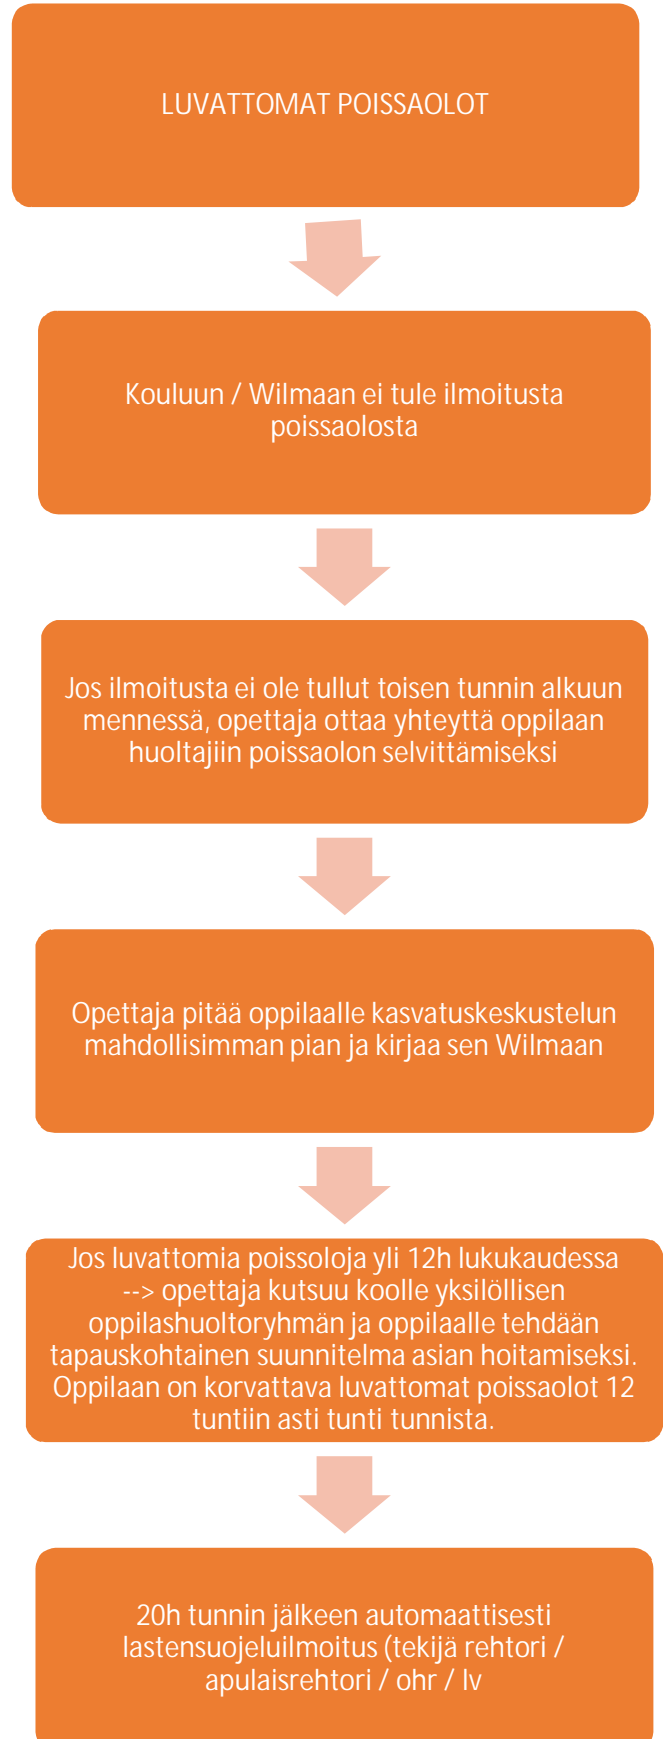 LUVATTOMAT POISSAOLOT
Kouluun / Wilmaan ei tule ilmoitusta
poissaolosta
Jos ilmoitusta ei ole tullut toisen tunnin alkuun
mennessä, opettaja ottaa yhteyttä oppilaan
huoltajiin poissaolon selvittämiseksi
Opettaja pitää oppilaalle kasvatuskeskustelun
mahdollisimman pian ja kirjaa sen Wilmaan
Jos luvattomia poissoloja yli 12h lukukaudessa
--> opettaja kutsuu koolle yksilöllisen
oppilashuoltoryhmän ja oppilaalle tehdään
tapauskohtainen suunnitelma asian hoitamiseksi.
Oppilaan on korvattava luvattomat poissaolot 12
tuntiin asti tunti tunnista.
20h tunnin jälkeen automaattisesti
lastensuojeluilmoitus (tekijä rehtori /
apulaisrehtori / ohr / lv